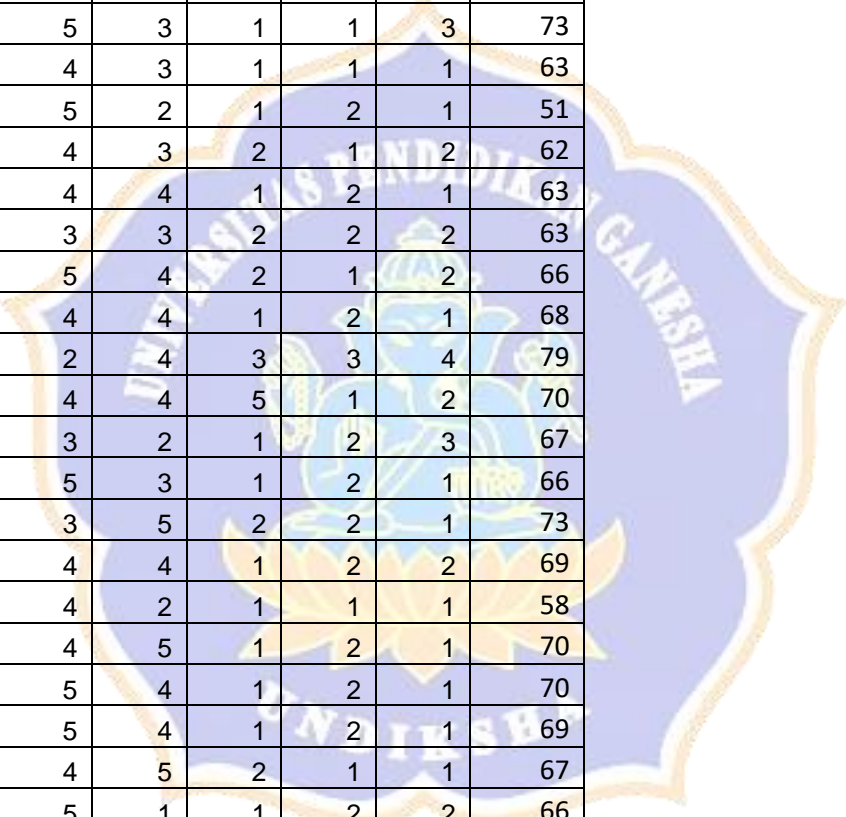 5 3 1 1 3 73
4 3 1 1 1 63
5 2 1 2 1 51
4 3 2 1 2 62
4 4 1 2 1 63
3 3 2 2 2 63
5 4 2 1 2 66
4 4 1 2 1 68
2 4 3 3 4 79
4 4 5 1 2 70
3 2 1 2 3 67
5 3 1 2 1 66
3 5 2 2 1 73
4 4 1 2 2 69
4 2 1 1 1 58
4 5 1 2 1 70
5 4 1 2 1 70
5 4 1 2 1 69
4 5 2 1 1 67
5 1 1 2 2 66
UNIVERSITAS PENDIDIKAN GANESHA
UNDIKSHA